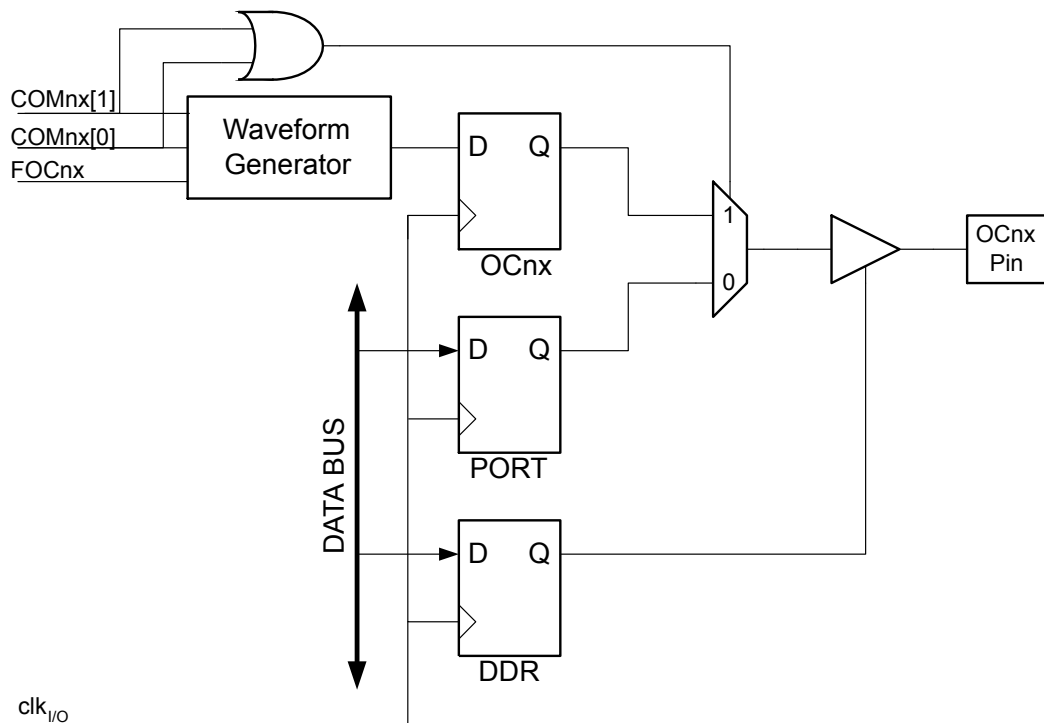 COMnx[1]
COMnx[0]
FOCnx
Waveform
Generator
D Q
OCnx
1
0
OCnx
Pin
D Q
PORT
DATA BUS
D Q
DDR
clkI/O